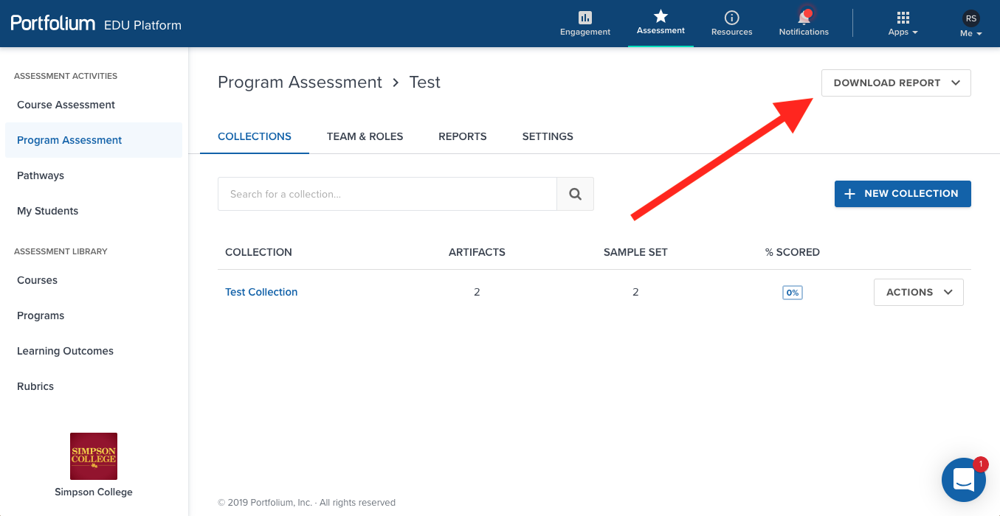 Portfolium EDU Platform
Engagement
Assessment
Resources
Notifications
Apps
RS
Me
ASSESSMENT ACTIVITIES
Course Assessment
Program Assessment
Pathways
My Students
ASSESSMENT LIBRARY
Courses
Programs
Learning Outcomes
Rubrics
SIMPSON
COLLEGE
Simpson College
Program Assessment > Test
DOWNLOAD REPORT
COLLECTIONS TEAM & ROLES REPORTS SETTINGS
Search for a collection...
+ NEW COLLECTION
COLLECTION ARTIFACTS SAMPLE SET % SCORED
Test Collection 2 2 0% ACTIONS
1
© 2019 Portfolium, Inc. · All rights reserved